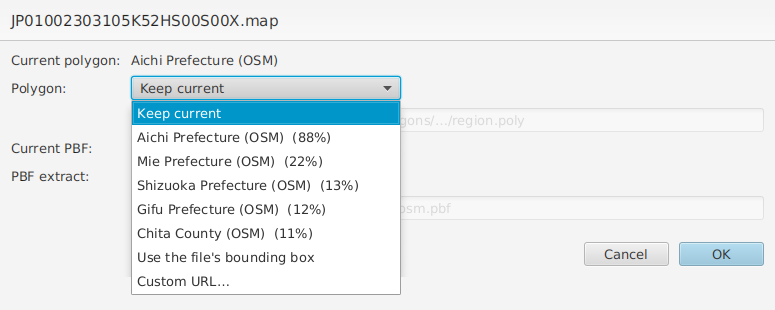 JP01002303105K52HS00S00X.map
Current polygon: Aichi Prefecture (OSM)
Polygon: Keep current
Keep current
gons/.../region.poly
Aichi Prefecture (OSM) (88%)
Current PBF:
Mie Prefecture (OSM) (22%)
PBF extract:
Shizuoka Prefecture (OSM) (13%)
Gifu Prefecture (OSM) (12%)
osm.pbf
Chita County (OSM) (11%)
Use the file's bounding box
Custom URL...
Cancel OK